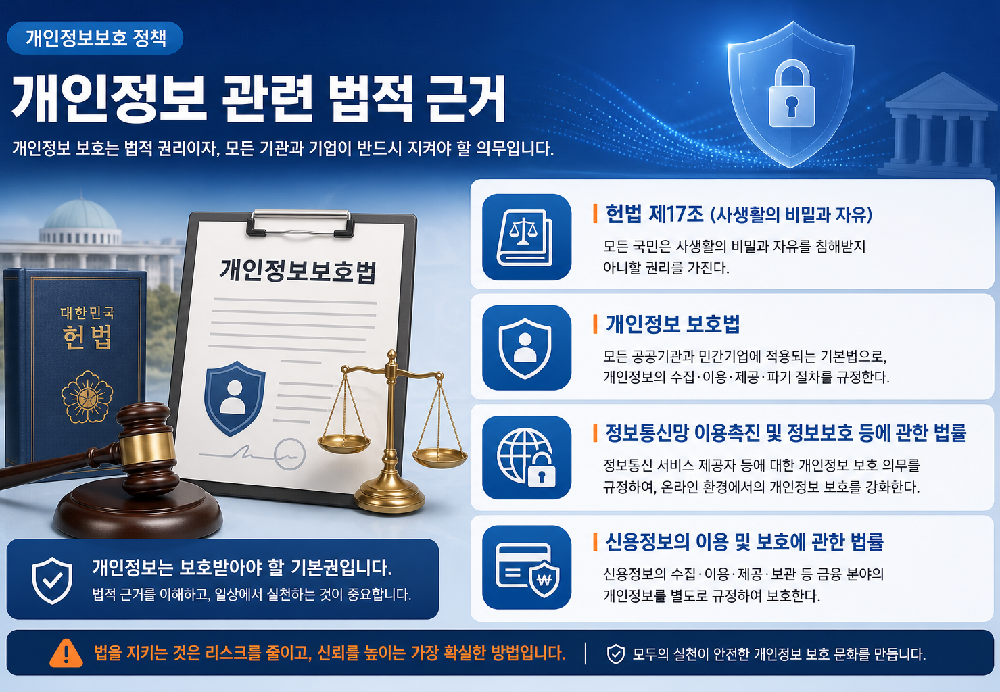 개인정보보호 정책
개인정보 관련 법적 근거
개인정보 보호는 법적 권리이자, 모든 기관과 기업이 반드시 지켜야 할 의무입니다.
대한민국
헌법
개인정보보호법
헌법 제17조 (사생활의 비밀과 자유)
모든 국민은 사생활의 비밀과 자유를 침해받지
아니할 권리를 가진다.
개인정보 보호법
모든 공공기관과 민간기업에 적용되는 기본법으로,
개인정보의 수집·이용·제공·파기 절차를 규정한다.
정보통신망 이용촉진 및 정보보호 등에 관한 법률
정보통신 서비스 제공자 등에 대한 개인정보 보호 의무를
규정하여, 온라인 환경에서의 개인정보 보호를 강화한다.
신용정보의 이용 및 보호에 관한 법률
신용정보의 수집·이용·제공·보관 등 금융 분야의
개인정보를 별도로 규정하여 보호한다.
₩
개인정보는 보호받아야 할 기본권입니다.
법적 근거를 이해하고, 일상에서 실천하는 것이 중요합니다.
법을 지키는 것은 리스크를 줄이고, 신뢰를 높이는 가장 확실한 방법입니다.
모두의 실천이 안전한 개인정보 보호 문화를 만듭니다.